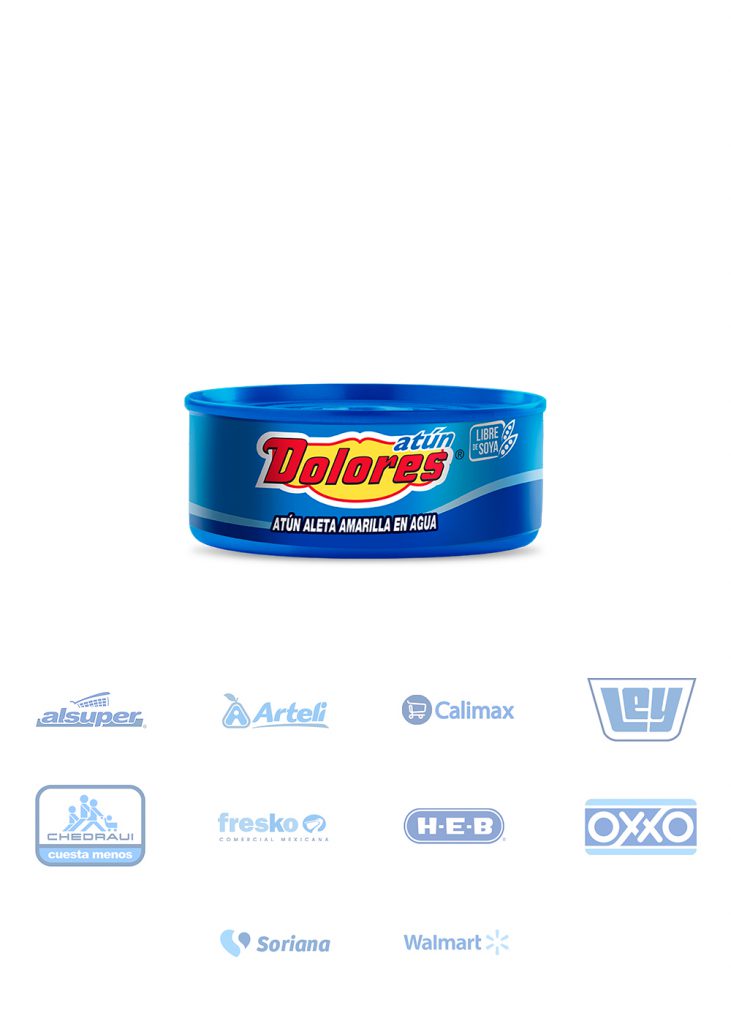 atún
Dolores®
LIBRE
DE SOYA
ATÚN ALETA AMARILLA EN AGUA
alsuper®
Arteli
Calimax
Ley
CHEDRAUI
cuesta menos
fresko
COMERCIAL MEXICANA
H-E-B®
OXXO
Soriana
Walmart